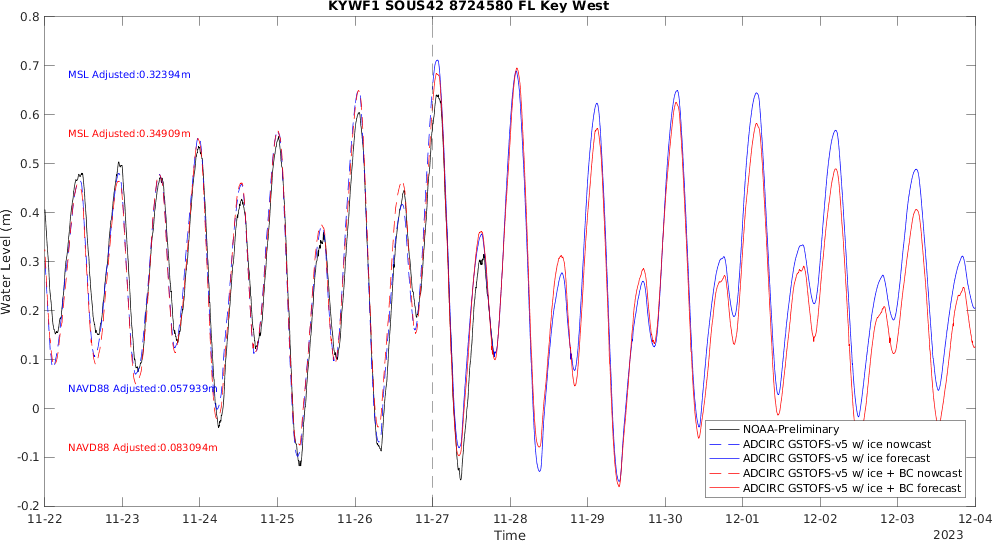 KYWF1 SOUS42 8724580 FL Key West
0.8
0.7
0.6
0.5
0.4
0.3
0.2
0.1
0
-0.1
-0.2
Water Level (m)
MSL Adjusted:0.32394m
MSL Adjusted:0.34909m
NAVD88 Adjusted:0.057939m
NAVD88 Adjusted:0.083094m
NOAA-Preliminary
ADCIRC GSTOFS-v5 w/ ice nowcast
ADCIRC GSTOFS-v5 w/ ice forecast
ADCIRC GSTOFS-v5 w/ ice + BC nowcast
ADCIRC GSTOFS-v5 w/ ice + BC forecast
11-22 11-23 11-24 11-25 11-26 11-27 11-28 11-29 11-30 12-01 12-02 12-03 12-04
Time
2023